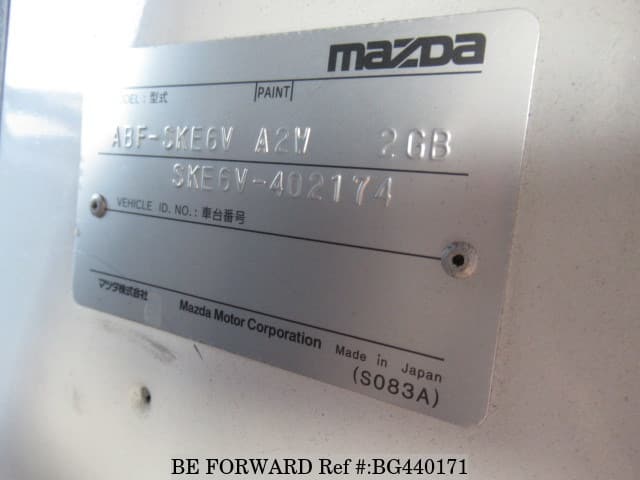 mazda
MODEL : 型式 PAINT
ABF-SKE6V A2W 2GB
SKE6V-402174
VEHICLE ID. NO. : 車台番号
マツダ株式会社 Mazda Motor Corporation Made in Japan
(S083A)
BE FORWARD Ref #:BG440171